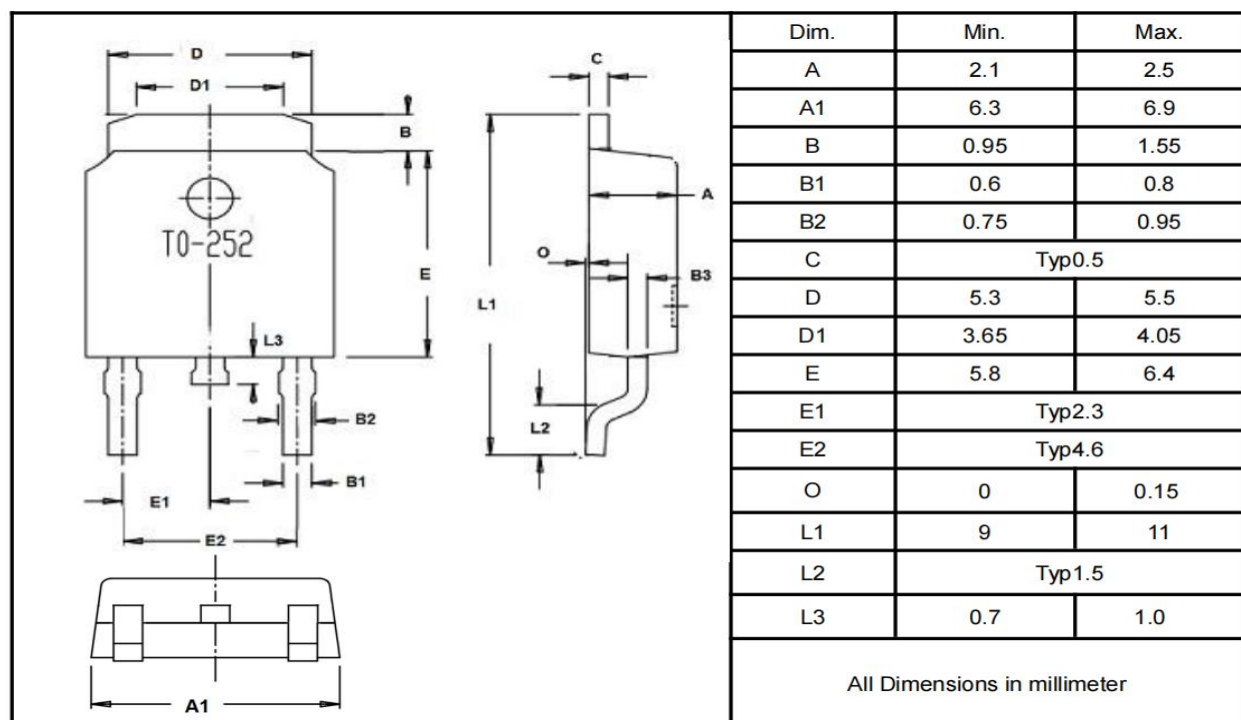 D
D1
B
TO-252
E
L3
B2
B1
E1
E2
A1
C
A
O
B3
L1
L2
Dim. Min. Max.
A 2.1 2.5
A1 6.3 6.9
B 0.95 1.55
B1 0.6 0.8
B2 0.75 0.95
C Typ0.5
D 5.3 5.5
D1 3.65 4.05
E 5.8 6.4
E1 Typ2.3
E2 Typ4.6
O 0 0.15
L1 9 11
L2 Typ1.5
L3 0.7 1.0
All Dimensions in millimeter